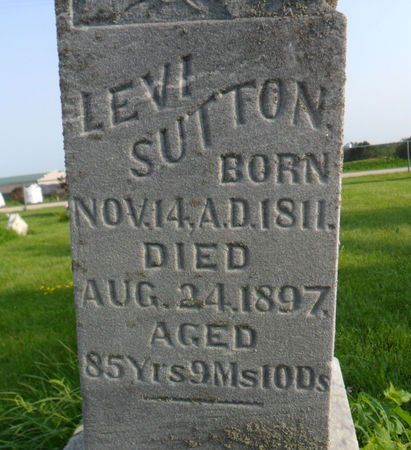 LEVI
SUTTON,
BORN
NOV.14,A.D.1811.
DIED
AUG. 24,1897,
AGED
85Yrs9Ms10Ds